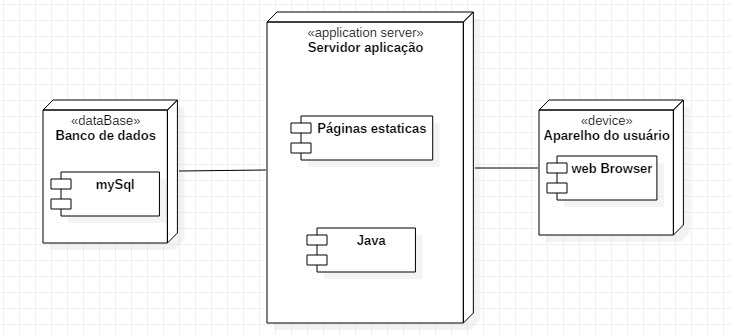 «application server»
Servidor aplicação
Páginas estaticas
Java
«dataBase»
Banco de dados
mySql
«device»
Aparelho do usuário
web Browser